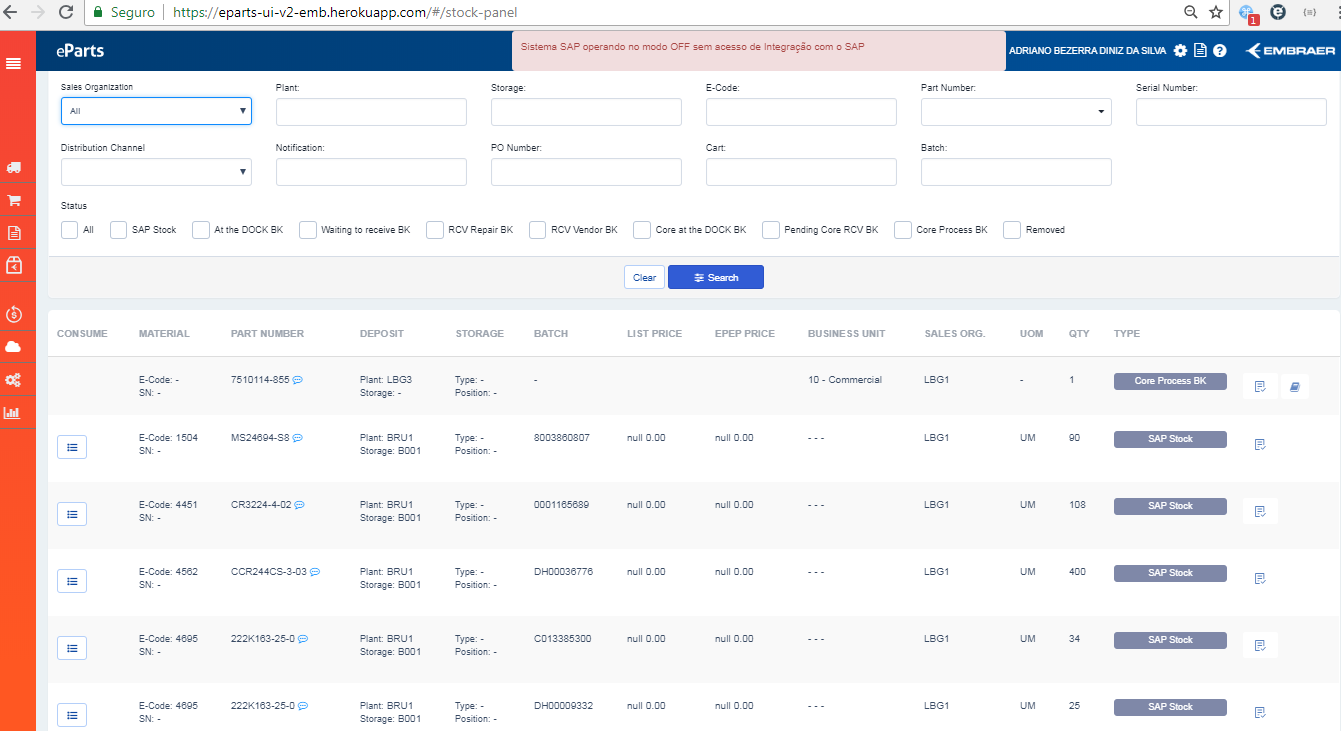 Seguro https://eparts-ui-v2-emb.herokuapp.com/#/stock-panel
1
eParts
Sistema SAP operando no modo OFF sem acesso de Integração com o SAP
ADRIANO BEZERRA DINIZ DA SILVA
EMBRAER
Sales Organization Plant: Storage: E-Code: Part Number: Serial Number:
All
Distribution Channel Notification: PO Number: Cart: Batch:
Status
All SAP Stock At the DOCK BK Waiting to receive BK RCV Repair BK RCV Vendor BK Core at the DOCK BK Pending Core RCV BK Core Process BK Removed
Clear Search
CONSUME MATERIAL PART NUMBER DEPOSIT STORAGE BATCH LIST PRICE EPEP PRICE BUSINESS UNIT SALES ORG. UOM QTY TYPE
E-Code: - 7510114-855 Plant: LBG3 Type: - - 10 - Commercial LBG1 - 1 Core Process BK
SN: - Storage: - Position: -
E-Code: 1504 MS24694-S8 Plant: BRU1 Type: - 8003860807 null 0.00 null 0.00 - - - LBG1 UM 90 SAP Stock
SN: - Storage: B001 Position: -
E-Code: 4451 CR3224-4-02 Plant: BRU1 Type: - 0001165689 null 0.00 null 0.00 - - - LBG1 UM 108 SAP Stock
SN: - Storage: B001 Position: -
E-Code: 4562 CCR244CS-3-03 Plant: BRU1 Type: - DH00036776 null 0.00 null 0.00 - - - LBG1 UM 400 SAP Stock
SN: - Storage: B001 Position: -
E-Code: 4695 222K163-25-0 Plant: BRU1 Type: - C013385300 null 0.00 null 0.00 - - - LBG1 UM 34 SAP Stock
SN: - Storage: B001 Position: -
E-Code: 4695 222K163-25-0 Plant: BRU1 Type: - DH00009332 null 0.00 null 0.00 - - - LBG1 UM 25 SAP Stock
SN: - Storage: B001 Position: -